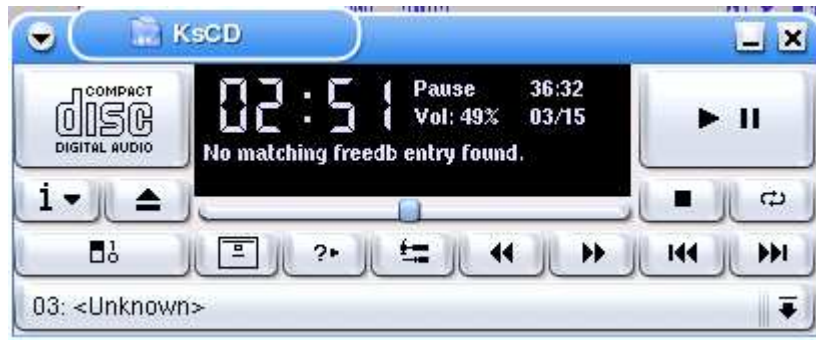 KsCD
COMPACT
disc
DIGITAL AUDIO
02:51
Pause 36:32
Vol: 49% 03/15
No matching freedb entry found.
i
?
03: <Unknown>